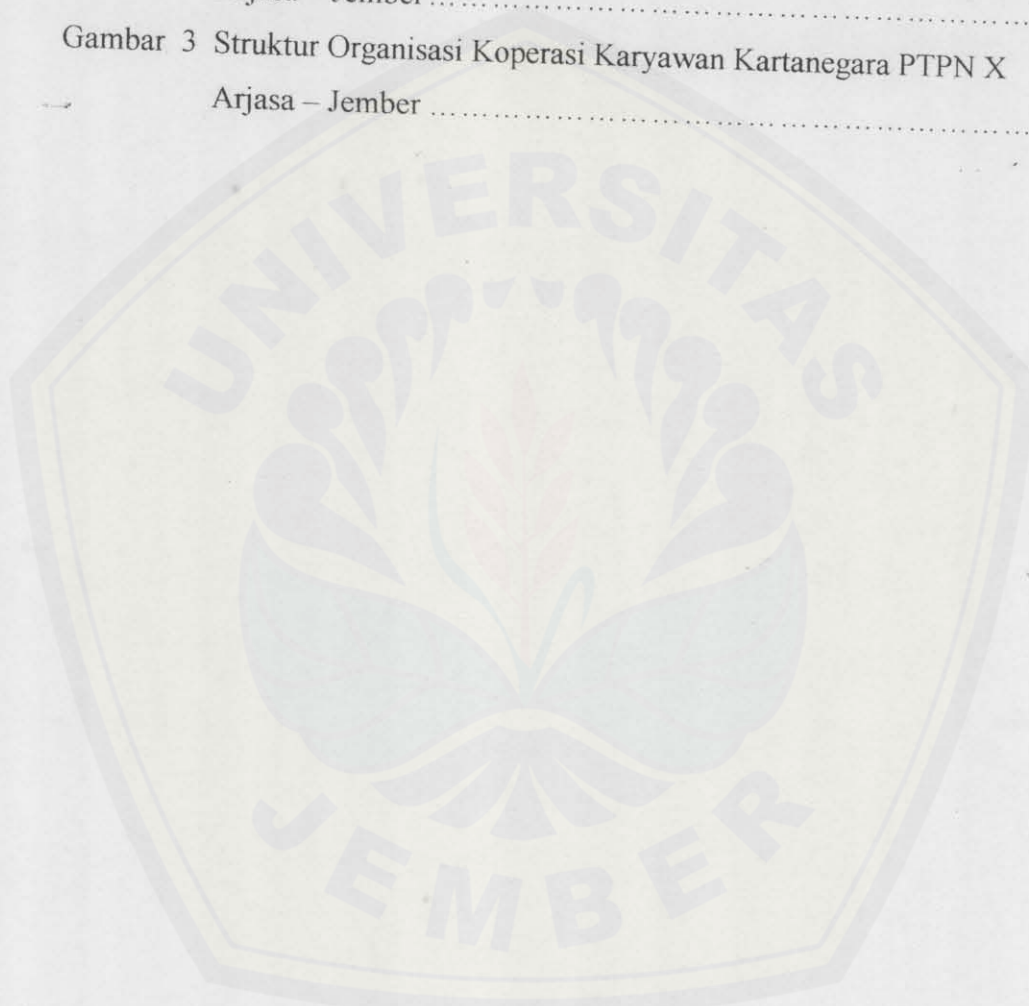 Gambar 3 Struktur Organisasi Koperasi Karyawan Kartanegara PTPN X
Arjasa – Jember ……………………………………………………
UNIVERSITAS
JEMBER